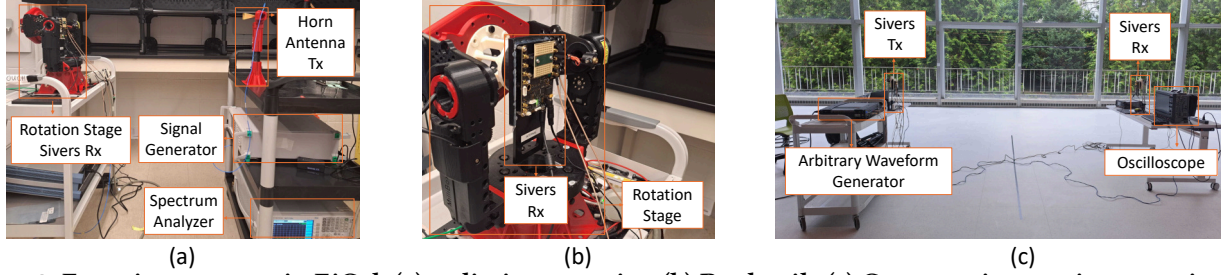 Horn
Antenna
Tx
Rotation Stage
Sivers Rx
Signal
Generator
Spectrum
Analyzer
(a)
Sivers
Rx
Rotation
Stage
(b)
Sivers
Tx
Sivers
Rx
Arbitrary Waveform
Generator
Oscilloscope
(c)